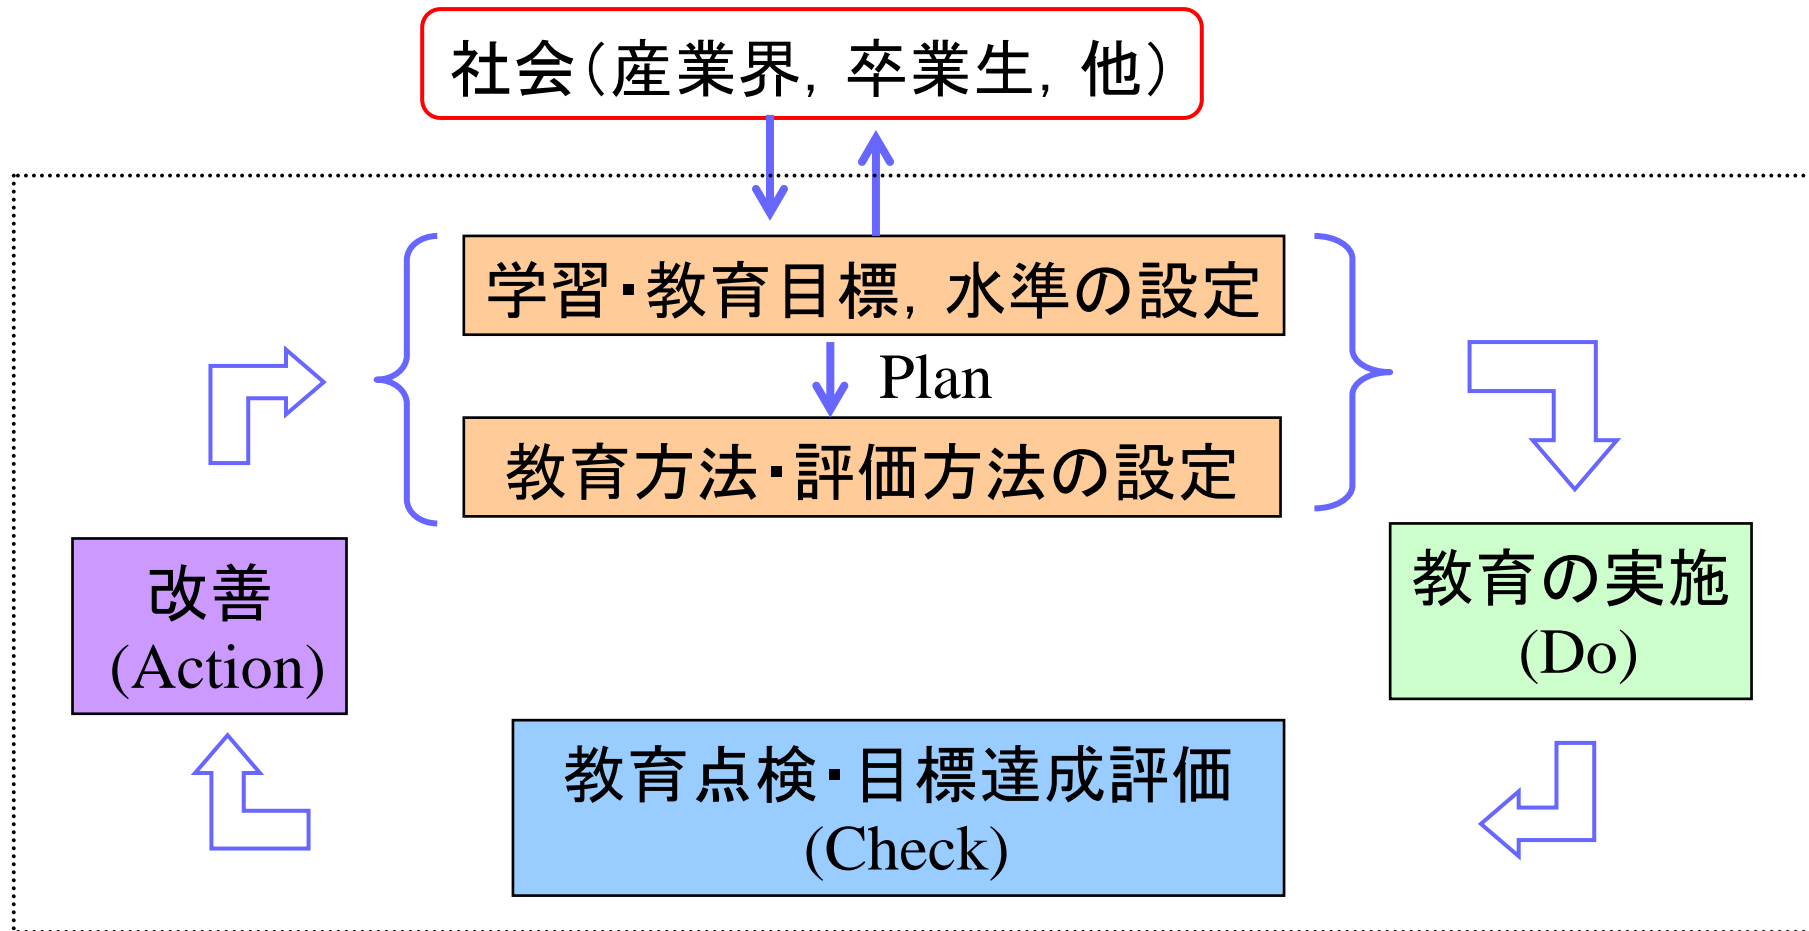 社会（産業界，卒業生，他）
学習・教育目標，水準の設定
Plan
教育方法・評価方法の設定
改善
(Action)
教育の実施
(Do)
教育点検・目標達成評価
(Check)